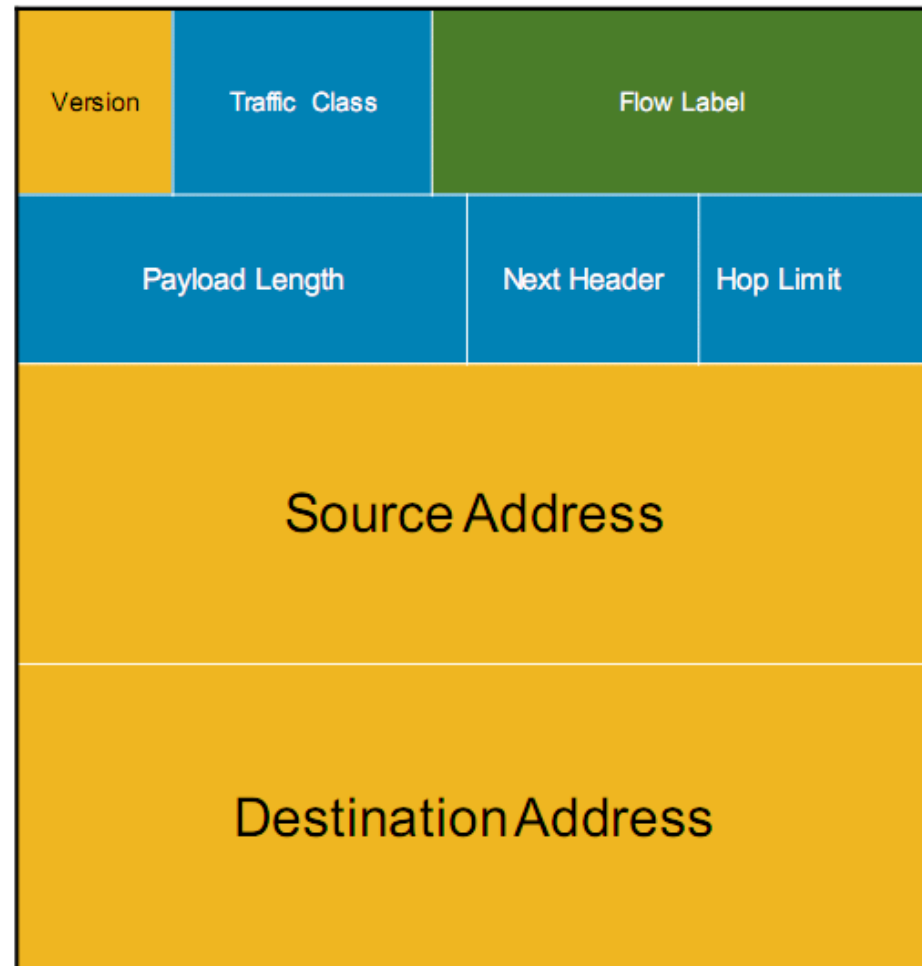 Version
Traffic Class
Flow Label
Payload Length
Next Header
Hop Limit
Source Address
Destination Address